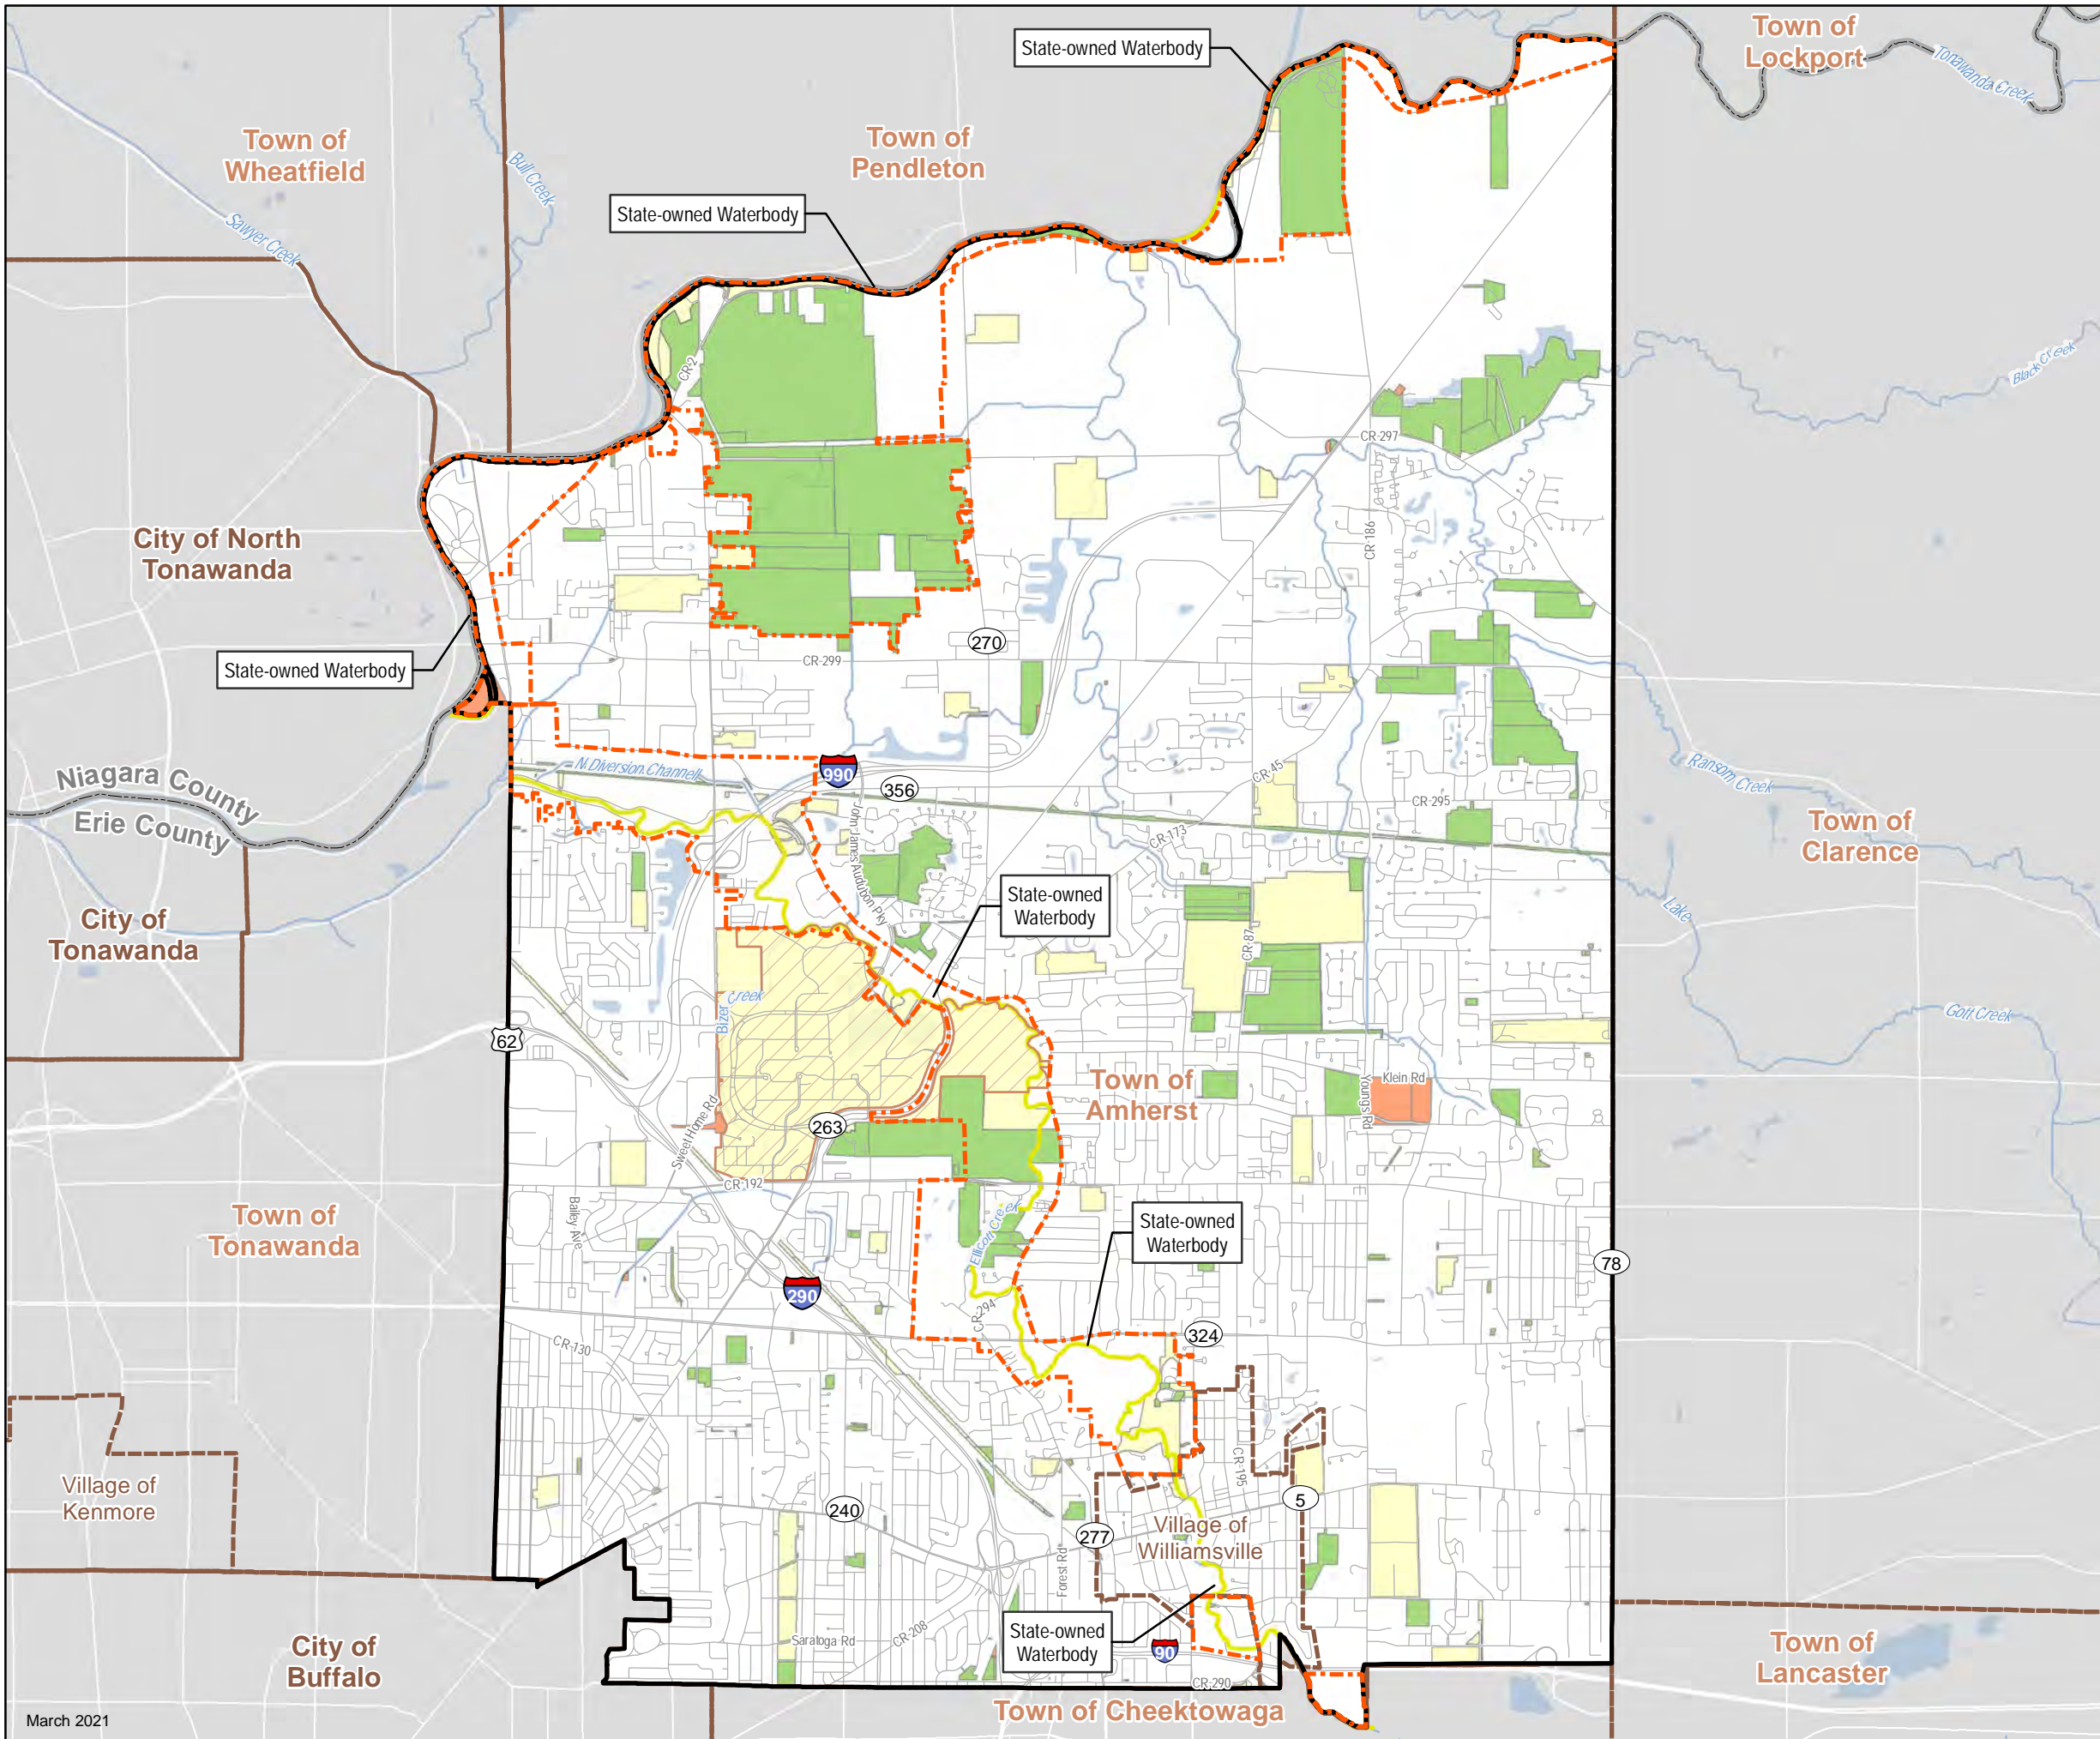 State-owned Waterbody
Town of
Lockport
Tonawanda Creek
Town of
Wheatfield
Town of
Pendleton
Bull Creek
State-owned Waterbody
Sawyer Creek
CR-2
Black Creek
CR-297
CR-186
City of North
Tonawanda
State-owned Waterbody
270
CR-299
Niagara County
Erie County
N. Diversion Channel
990
356
CR-45
CR-295
Ransom Creek
John James Audubon Pky
CR-173
Town of
Clarence
City of
Tonawanda
State-owned
Waterbody
Lake
CR-87
Bizer Creek
Gott Creek
62
Town of
Amherst
Klein Rd
Youngs Rd
Sweet Home Rd
263
CR-192
Bailey Ave
Town of
Tonawanda
Ellicott Creek
State-owned
Waterbody
78
290
CR-294
324
CR-130
Village of
Kenmore
CR-195
240
5
277
Village of
Williamsville
Forest Rd
City of
Buffalo
Saratoga Rd
CR-208
State-owned
Waterbody
90
CR-290
Town of
Lancaster
Town of Cheektowaga
March 2021